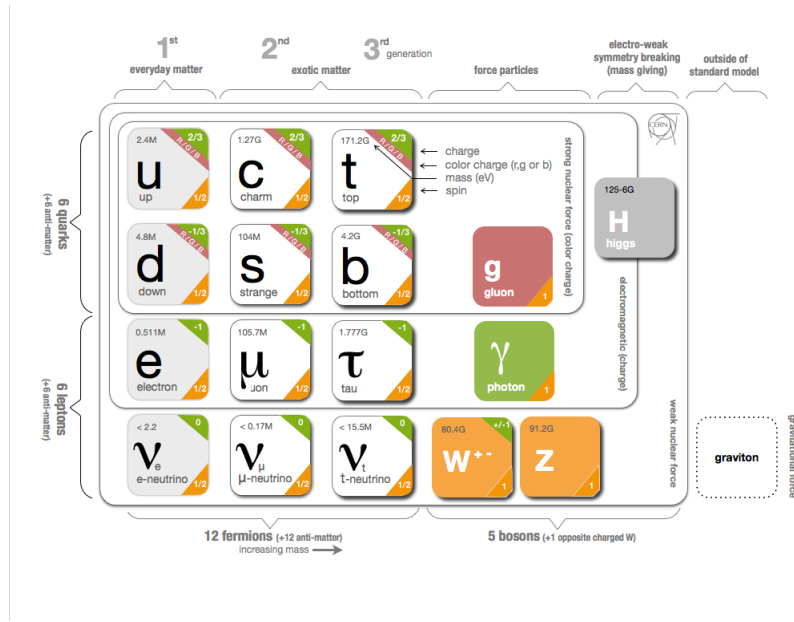 1st
2nd
3rd generation
electro-weak
symmetry breaking
(mass giving)
outside of
standard model
everyday matter
exotic matter
force particles
CERN
6 quarks
(+6 anti-matter)
2.4M
2/3
R/G/B
u
up
1/2
1.27G
2/3
R/G/B
c
charm
1/2
171.2G
2/3
R/G/B
t
top
1/2
charge
color charge (r,g or b)
mass (eV)
spin
strong nuclear force (color charge)
125-6G
H
higgs
4.8M
-1/3
R/G/B
d
down
1/2
104M
-1/3
R/G/B
s
strange
1/2
4.2G
-1/3
R/G/B
b
bottom
1/2
g
gluon
1
electromagnetic (charge)
6 leptons
(+6 anti-matter)
0.511M
-1
e
electron
1/2
105.7M
-1
μ
uon
1/2
1.777G
-1
τ
tau
1/2
γ
photon
1
weak nuclear force
< 2.2
0
νe
e-neutrino
1/2
< 0.17M
0
νμ
μ-neutrino
1/2
< 15.5M
0
νt
t-neutrino
1/2
80.4G
+/-1
W+-
1
91.2G
Z
1
graviton
gravitational force
12 fermions (+12 anti-matter)
increasing mass
5 bosons (+1 opposite charged W)